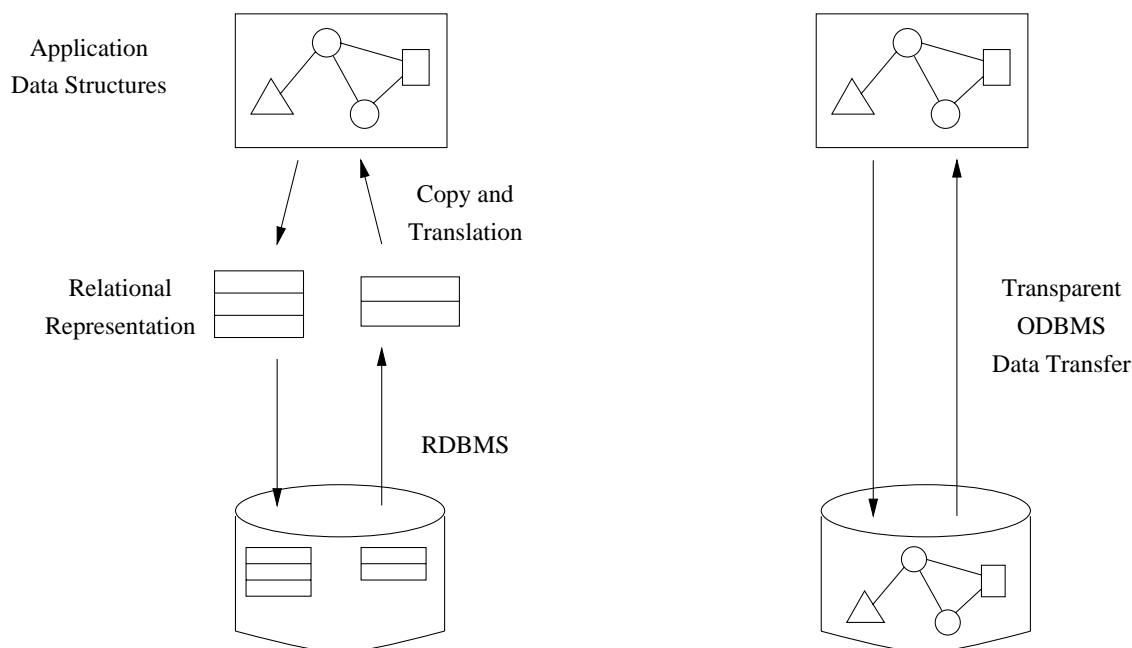 Application
Data Structures
Copy and
Translation
Relational
Representation
RDBMS
Transparent
ODBMS
Data Transfer